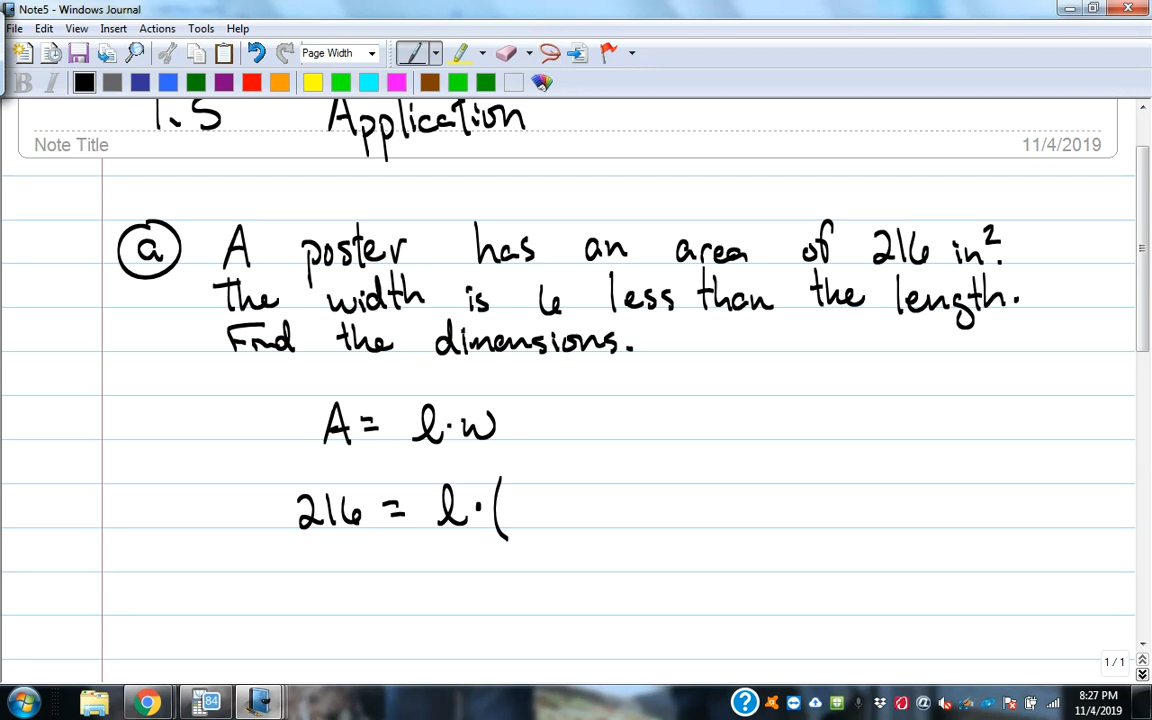 Note5 - Windows Journal
File Edit View Insert Actions Tools Help
Page Width
B I
1.5 Application
Note Title 11/4/2019
a A poster has an area of 216 in².
The width is 6 less than the length.
Find the dimensions.
A = l · w
216 = l · (
1 / 1
84
8:27 PM
11/4/2019